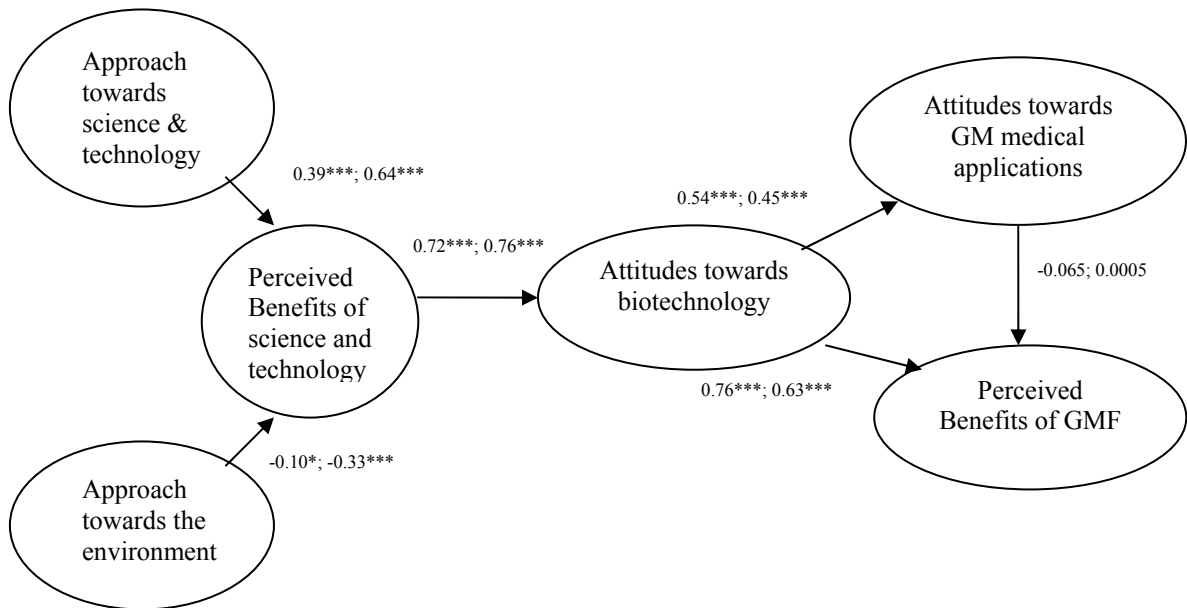 Approach
towards
science &
technology
0.39***; 0.64***
Perceived
Benefits of
science and
technology
-0.10*; -0.33***
Approach
towards the
environment
0.72***; 0.76***
Attitudes towards
biotechnology
0.54***; 0.45***
Attitudes towards
GM medical
applications
-0.065; 0.0005
0.76***; 0.63***
Perceived
Benefits of GMF